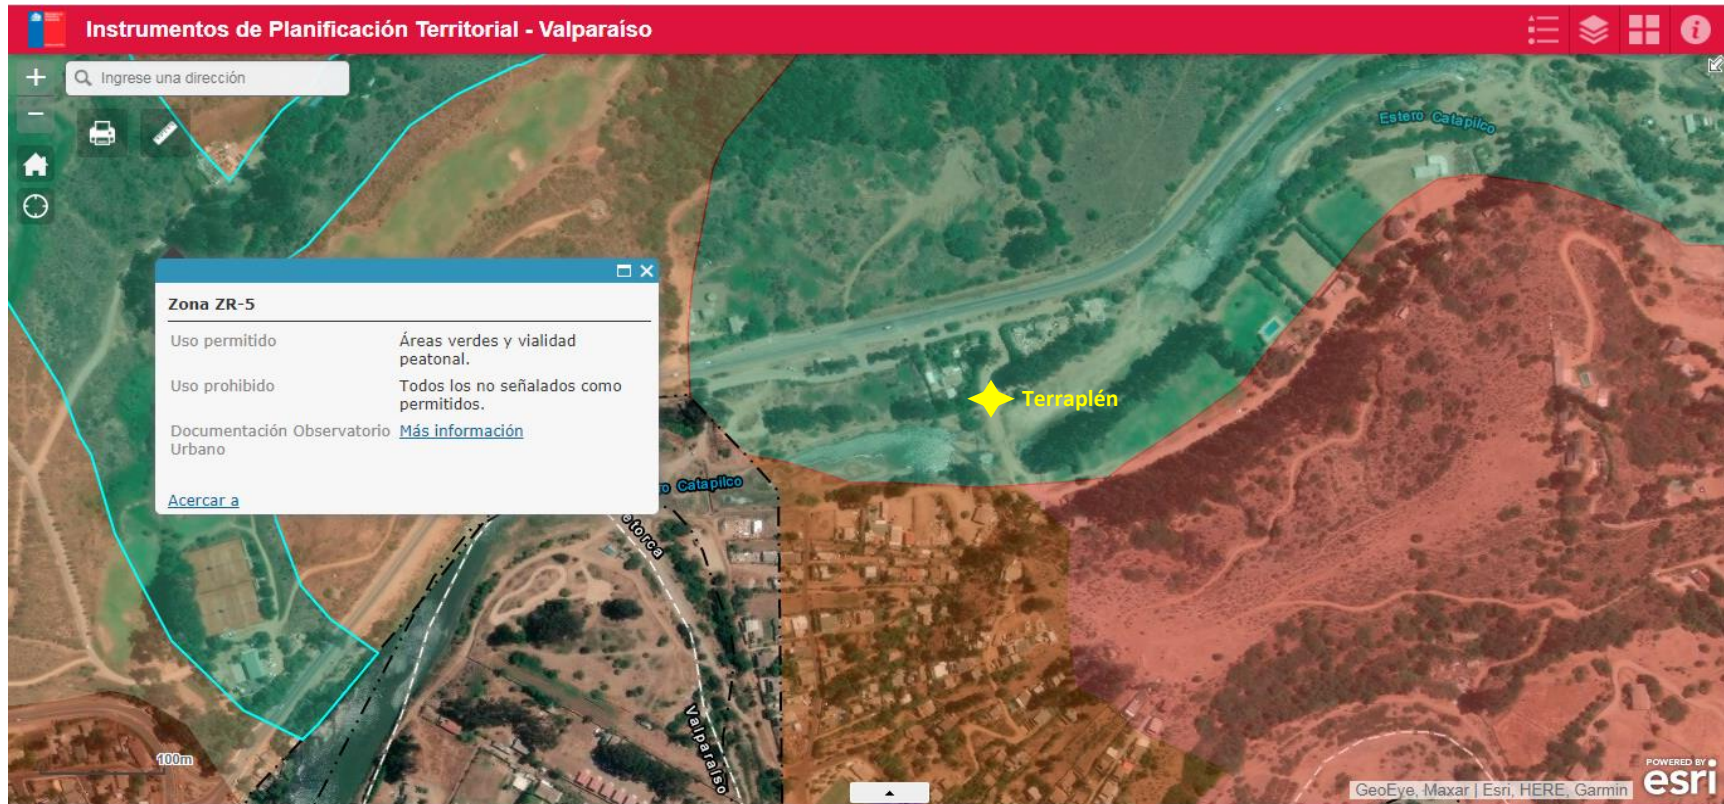 Instrumentos de Planificación Territorial - Valparaíso
Ingrese una dirección
Estero Catapilco
Zona ZR-5
Uso permitido
Áreas verdes y vialidad
peatonal.
Uso prohibido
Todos los no señalados como
permitidos.
Documentación Observatorio
Urbano
Más información
Acercar a
Terraplén
o Catapilco
etorca
Valparaíso
100m
GeoEye, Maxar | Esri, HERE, Garmin
POWERED BY
esri